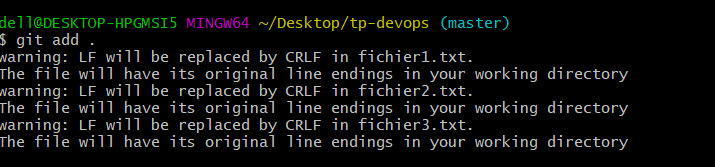 dell@DESKTOP-HPGMSI5 MINGW64 ~/Desktop/tp-devops (master)
$ git add .
warning: LF will be replaced by CRLF in fichier1.txt.
The file will have its original line endings in your working directory
warning: LF will be replaced by CRLF in fichier2.txt.
The file will have its original line endings in your working directory
warning: LF will be replaced by CRLF in fichier3.txt.
The file will have its original line endings in your working directory